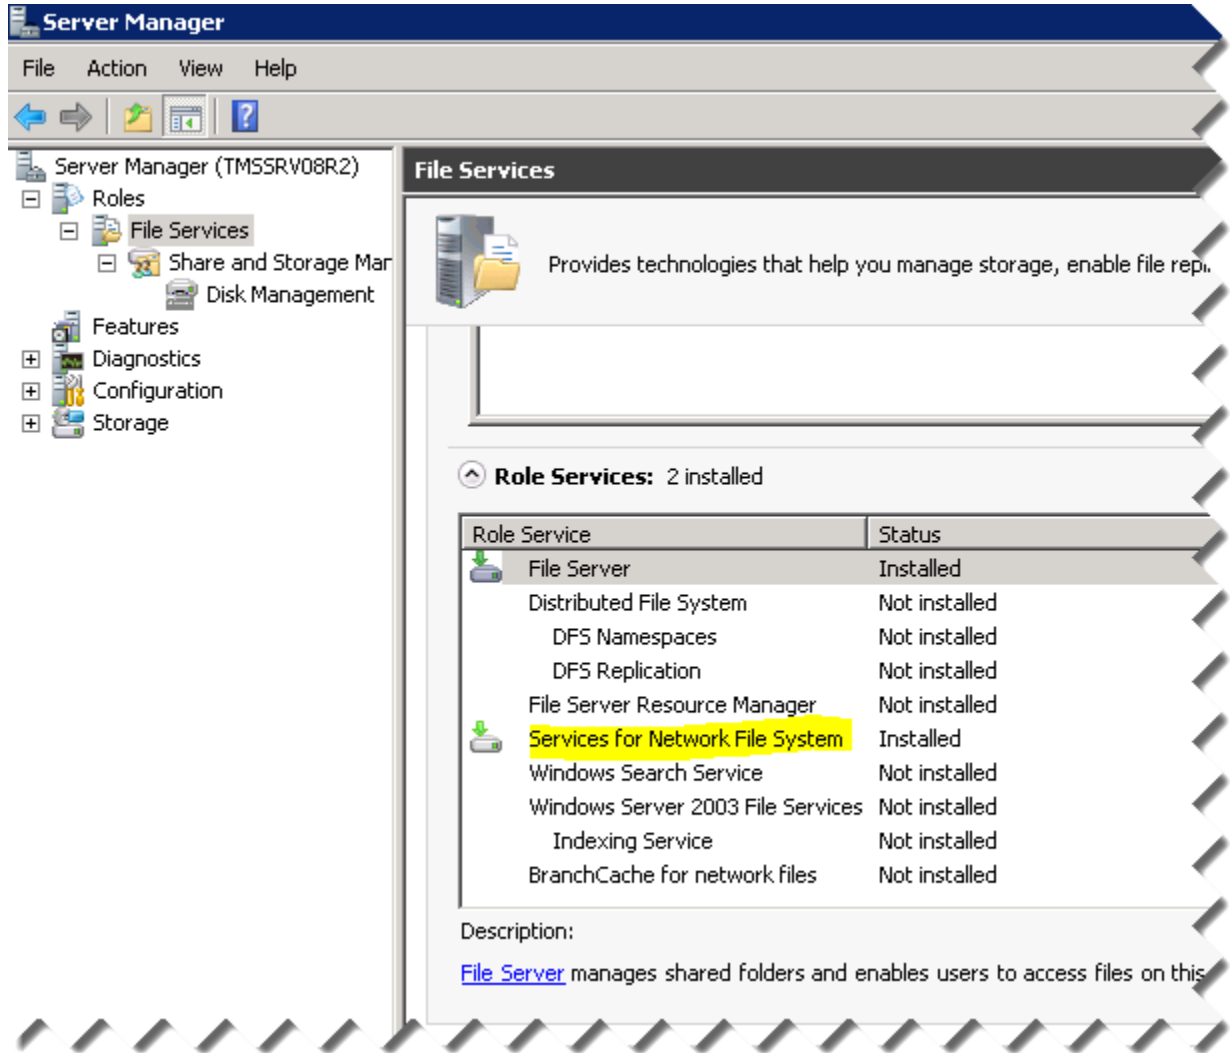 Server Manager
File Action View Help
Server Manager (TMSSRV08R2)
Roles
File Services
Share and Storage Mar
Disk Management
Features
Diagnostics
Configuration
Storage
File Services
Provides technologies that help you manage storage, enable file repl
Role Services: 2 installed
Role Service Status
File Server Installed
Distributed File System Not installed
DFS Namespaces Not installed
DFS Replication Not installed
File Server Resource Manager Not installed
Services for Network File System Installed
Windows Search Service Not installed
Windows Server 2003 File Services Not installed
Indexing Service Not installed
BranchCache for network files Not installed
Description:
File Server manages shared folders and enables users to access files on this